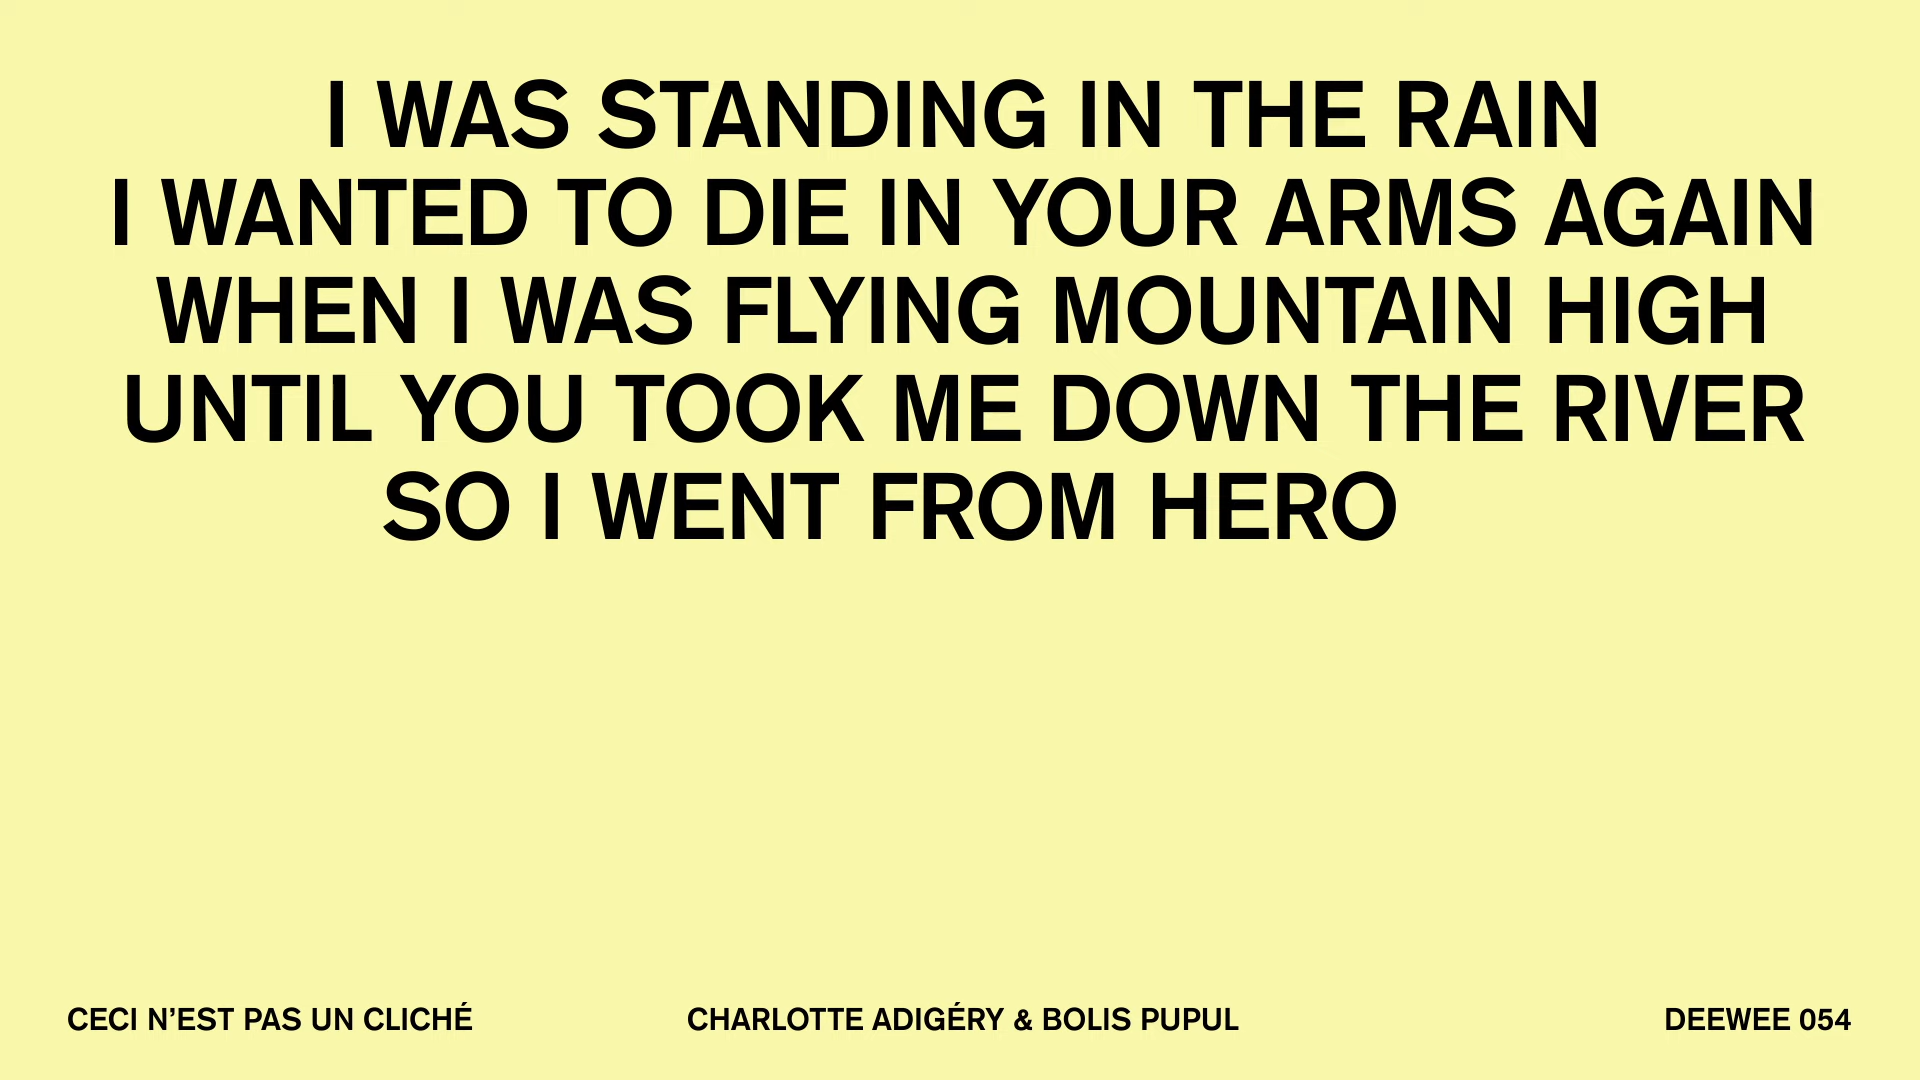 I WAS STANDING IN THE RAIN
I WANTED TO DIE IN YOUR ARMS AGAIN
WHEN I WAS FLYING MOUNTAIN HIGH
UNTIL YOU TOOK ME DOWN THE RIVER
SO I WENT FROM HERO
CECI N’EST PAS UN CLICHÉ
CHARLOTTE ADIGÉRY & BOLIS PUPUL
DEEWEE 054